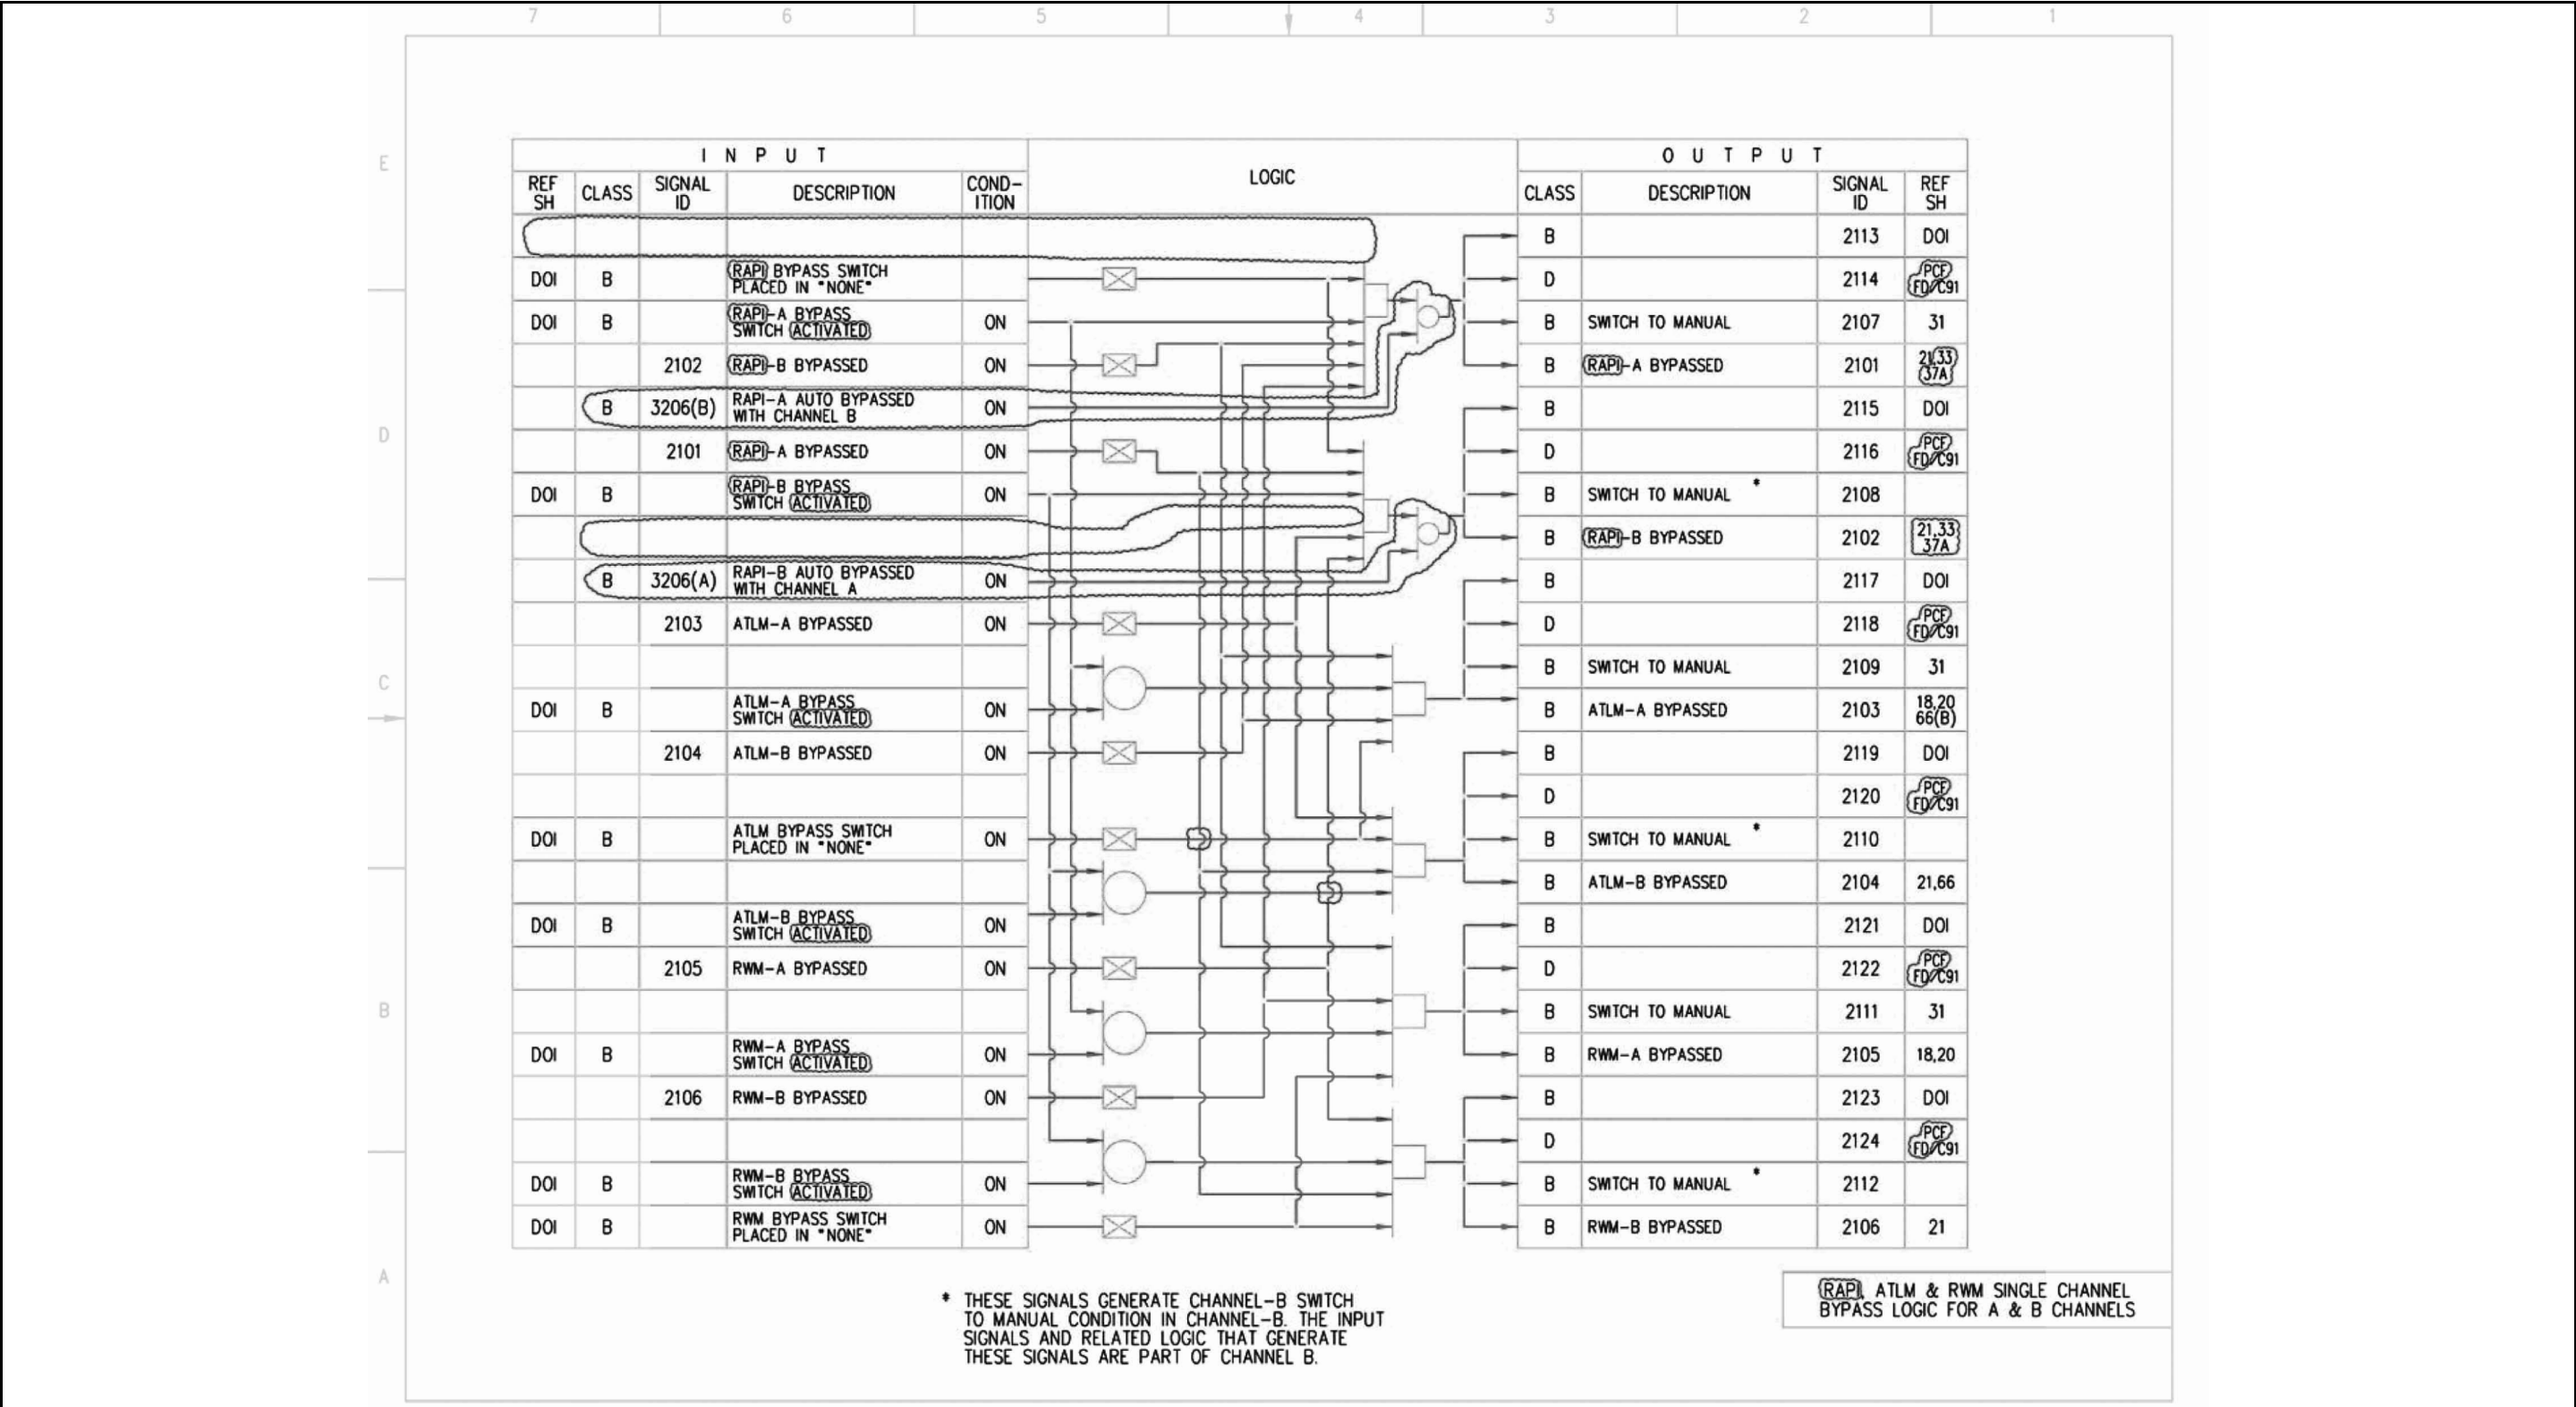 7 6 5 4 3 2 1
E
D
C
B
A
I N P U T
LOGIC
O U T P U T
REF SH CLASS SIGNAL ID DESCRIPTION COND-ITION CLASS DESCRIPTION SIGNAL ID REF SH
B 2113 DOI
DOI B RAPI BYPASS SWITCH PLACED IN "NONE" D 2114 PCF FD/C91
DOI B RAPI-A BYPASS SWITCH ACTIVATED ON B SWITCH TO MANUAL 2107 31
2102 RAPI-B BYPASSED ON B RAPI-A BYPASSED 2101 21,33 37A
B 3206(B) RAPI-A AUTO BYPASSED WITH CHANNEL B ON B 2115 DOI
2101 RAPI-A BYPASSED ON D 2116 PCF FD/C91
DOI B RAPI-B BYPASS SWITCH ACTIVATED ON B SWITCH TO MANUAL * 2108
B RAPI-B BYPASSED 2102 21,33 37A
B 3206(A) RAPI-B AUTO BYPASSED WITH CHANNEL A ON B 2117 DOI
2103 ATLM-A BYPASSED ON D 2118 PCF FD/C91
B SWITCH TO MANUAL 2109 31
DOI B ATLM-A BYPASS SWITCH ACTIVATED ON B ATLM-A BYPASSED 2103 18,20 66(B)
2104 ATLM-B BYPASSED ON B 2119 DOI
D 2120 PCF FD/C91
DOI B ATLM BYPASS SWITCH PLACED IN "NONE" ON B SWITCH TO MANUAL * 2110
B ATLM-B BYPASSED 2104 21,66
DOI B ATLM-B BYPASS SWITCH ACTIVATED ON B 2121 DOI
2105 RWM-A BYPASSED ON D 2122 PCF FD/C91
B SWITCH TO MANUAL 2111 31
DOI B RWM-A BYPASS SWITCH ACTIVATED ON B RWM-A BYPASSED 2105 18,20
2106 RWM-B BYPASSED ON B 2123 DOI
D 2124 PCF FD/C91
DOI B RWM-B BYPASS SWITCH ACTIVATED ON B SWITCH TO MANUAL * 2112
DOI B RWM BYPASS SWITCH PLACED IN "NONE" ON B RWM-B BYPASSED 2106 21
* THESE SIGNALS GENERATE CHANNEL-B SWITCH
TO MANUAL CONDITION IN CHANNEL-B. THE INPUT
SIGNALS AND RELATED LOGIC THAT GENERATE
THESE SIGNALS ARE PART OF CHANNEL B.
RAPI, ATLM & RWM SINGLE CHANNEL
BYPASS LOGIC FOR A & B CHANNELS